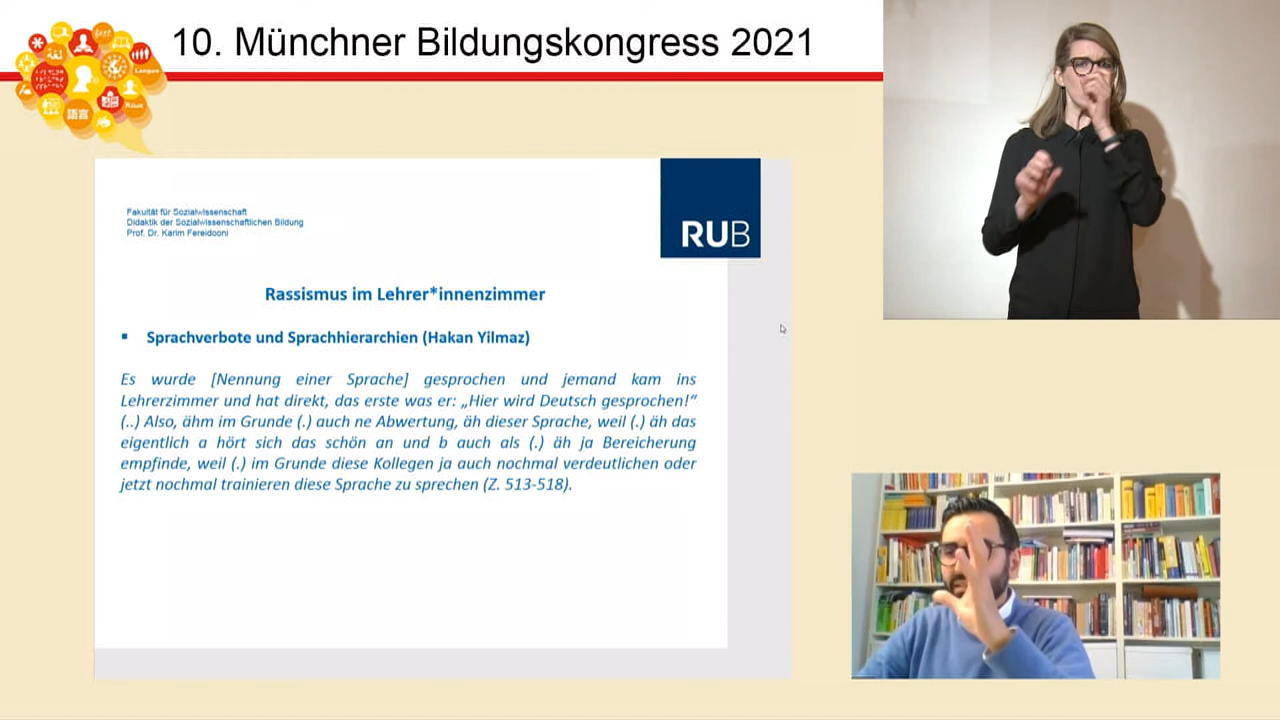 10. Münchner Bildungskongress 2021
Langue
語言
Fakultät für Sozialwissenschaft
Didaktik der Sozialwissenschaftlichen Bildung
Prof. Dr. Karim Fereidooni
RUB
Rassismus im Lehrer*innenzimmer
▪ Sprachverbote und Sprachhierarchien (Hakan Yilmaz)
Es wurde [Nennung einer Sprache] gesprochen und jemand kam ins
Lehrerzimmer und hat direkt, das erste was er: „Hier wird Deutsch gesprochen!“
(..) Also, ähm im Grunde (.) auch ne Abwertung, äh dieser Sprache, weil (.) äh das
eigentlich a hört sich das schön an und b auch als (.) äh ja Bereicherung
empfinde, weil (.) im Grunde diese Kollegen ja auch nochmal verdeutlichen oder
jetzt nochmal trainieren diese Sprache zu sprechen (Z. 513-518).